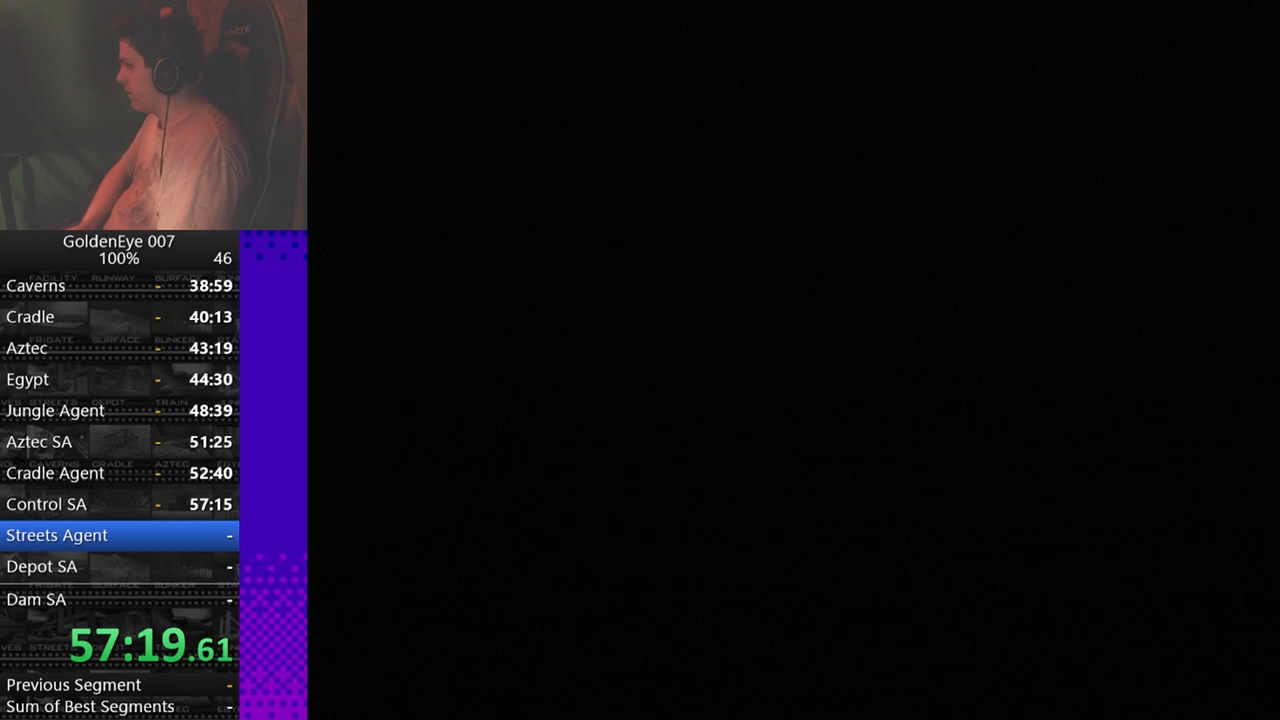 GoldenEye 007
100% 46
Caverns - 38:59
Cradle - 40:13
Aztec - 43:19
Egypt - 44:30
Jungle Agent - 48:39
Aztec SA - 51:25
Cradle Agent - 52:40
Control SA - 57:15
Streets Agent -
Depot SA -
Dam SA -
57:19.61
Previous Segment -
Sum of Best Segments -